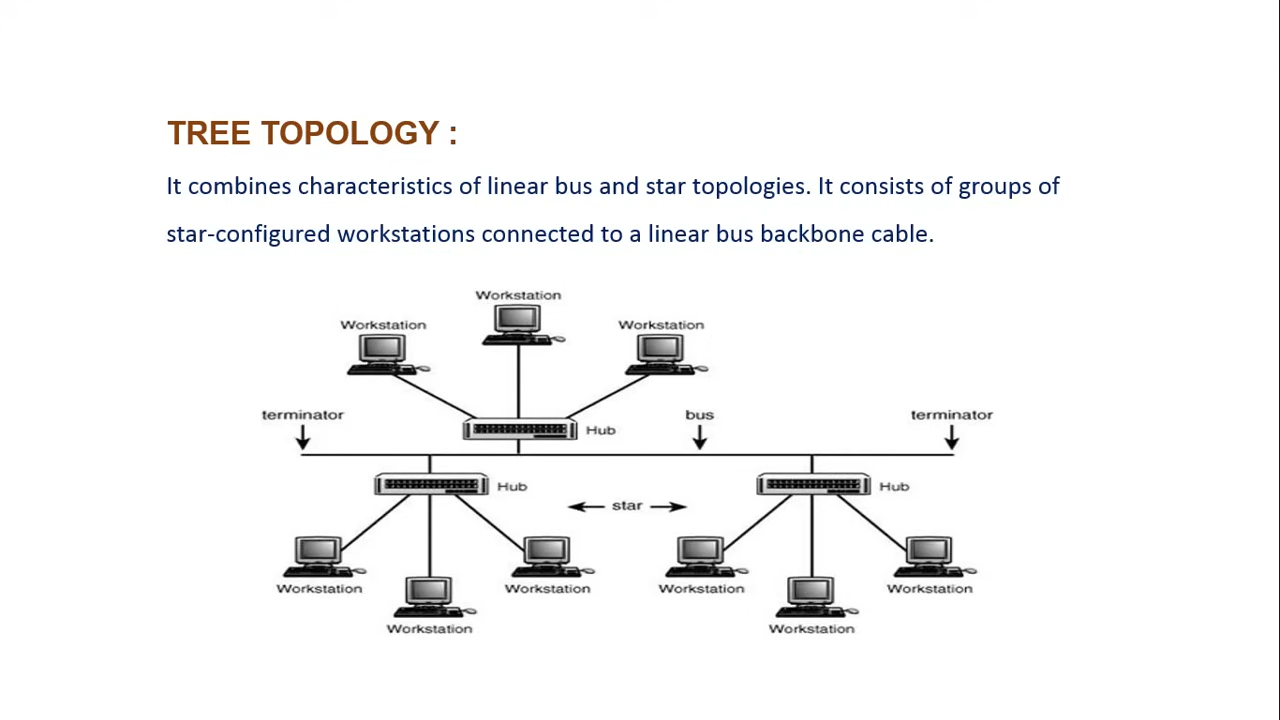 TREE TOPOLOGY :
It combines characteristics of linear bus and star topologies. It consists of groups of
star-configured workstations connected to a linear bus backbone cable.
Workstation
Workstation
Workstation
terminator
bus
terminator
Hub
Hub
star
Hub
Workstation
Workstation
Workstation
Workstation
Workstation
Workstation